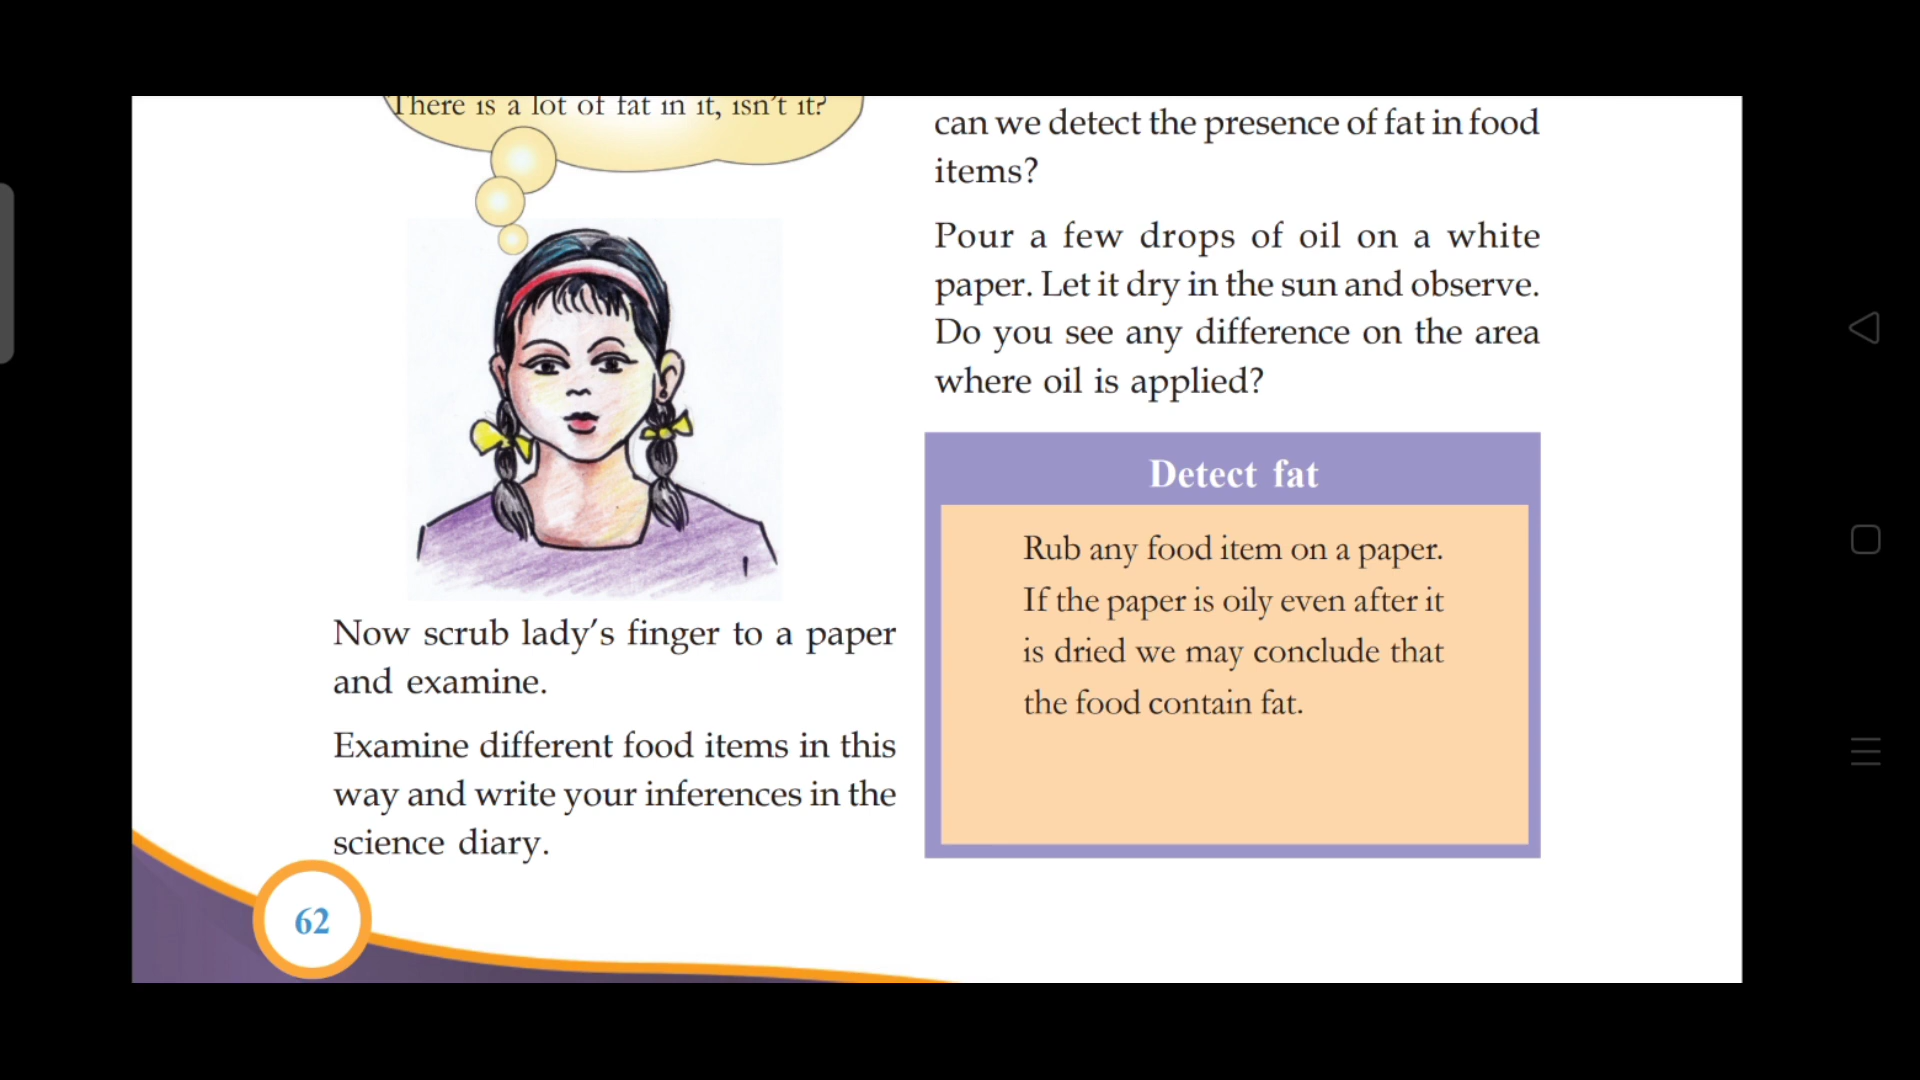 There is a lot of fat in it, isn't it?
Now scrub lady's finger to a paper
and examine.
Examine different food items in this
way and write your inferences in the
science diary.
can we detect the presence of fat in food
items?
Pour a few drops of oil on a white
paper. Let it dry in the sun and observe.
Do you see any difference on the area
where oil is applied?
Detect fat
Rub any food item on a paper.
If the paper is oily even after it
is dried we may conclude that
the food contain fat.
62